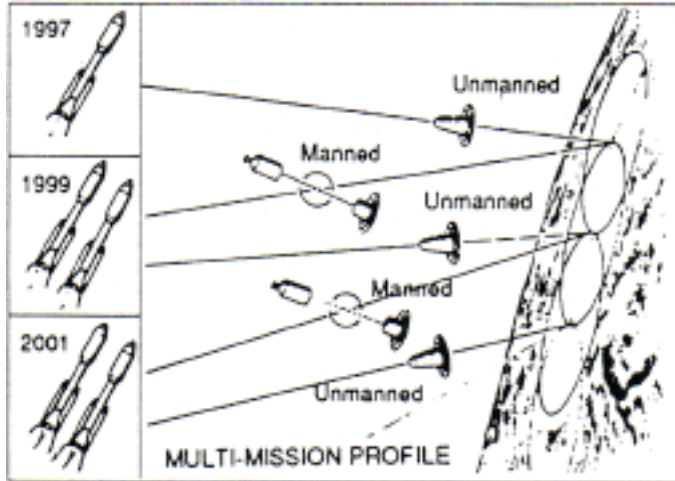 1997
Unmanned
Manned
1999
Unmanned
Manned
2001
Unmanned
MULTI-MISSION PROFILE